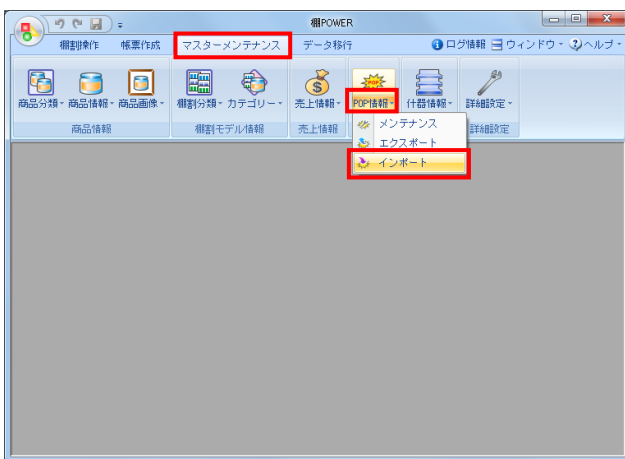 棚POWER
棚割操作 帳票作成 マスターメンテナンス データ移行 ログ情報 ウィンドウ ヘルプ
商品分類 商品情報 商品画像 棚割分類 カテゴリー 売上情報 POP POP情報 什器情報 詳細設定
商品情報 棚割モデル情報 売上情報 詳細設定
メンテナンス
エクスポート
インポート